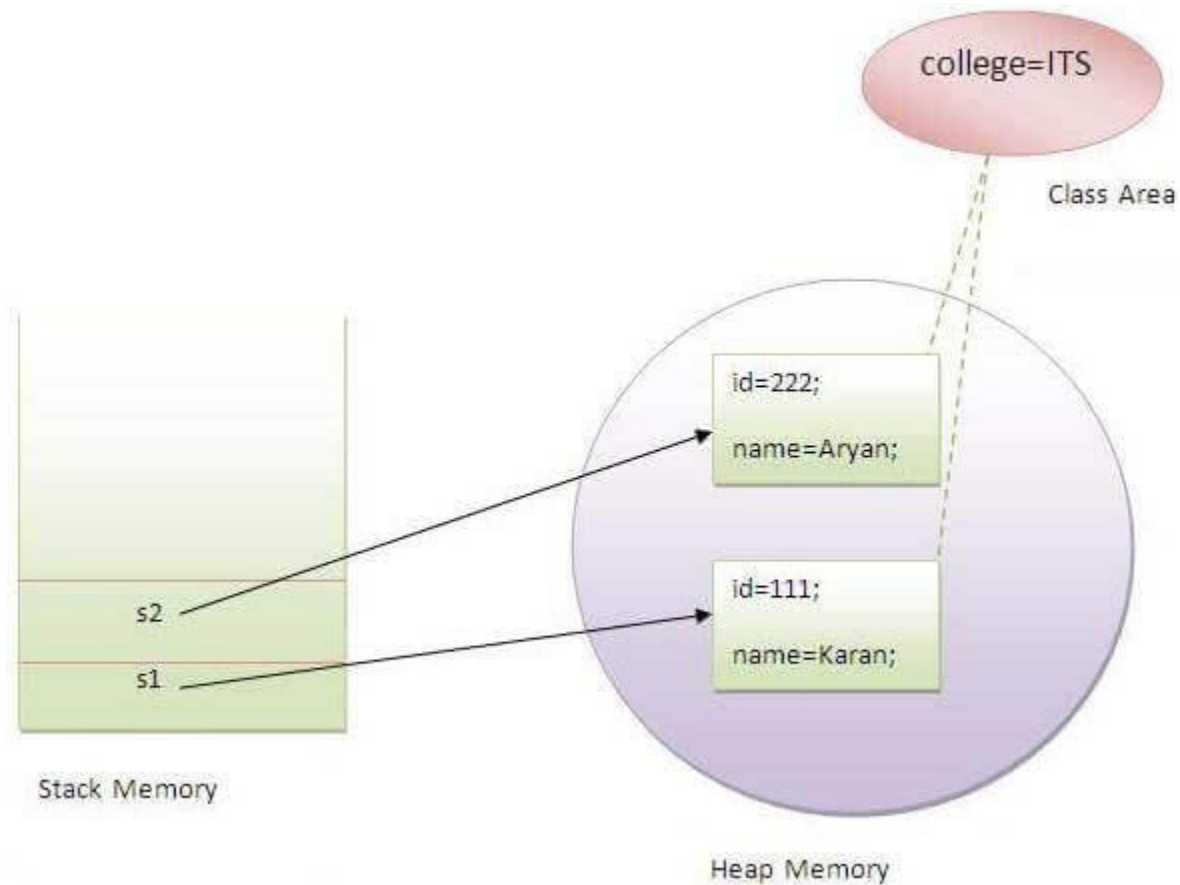 college=ITS
Class Area
id=222;
name=Aryan;
s2
id=111;
name=Karan;
s1
Stack Memory
Heap Memory